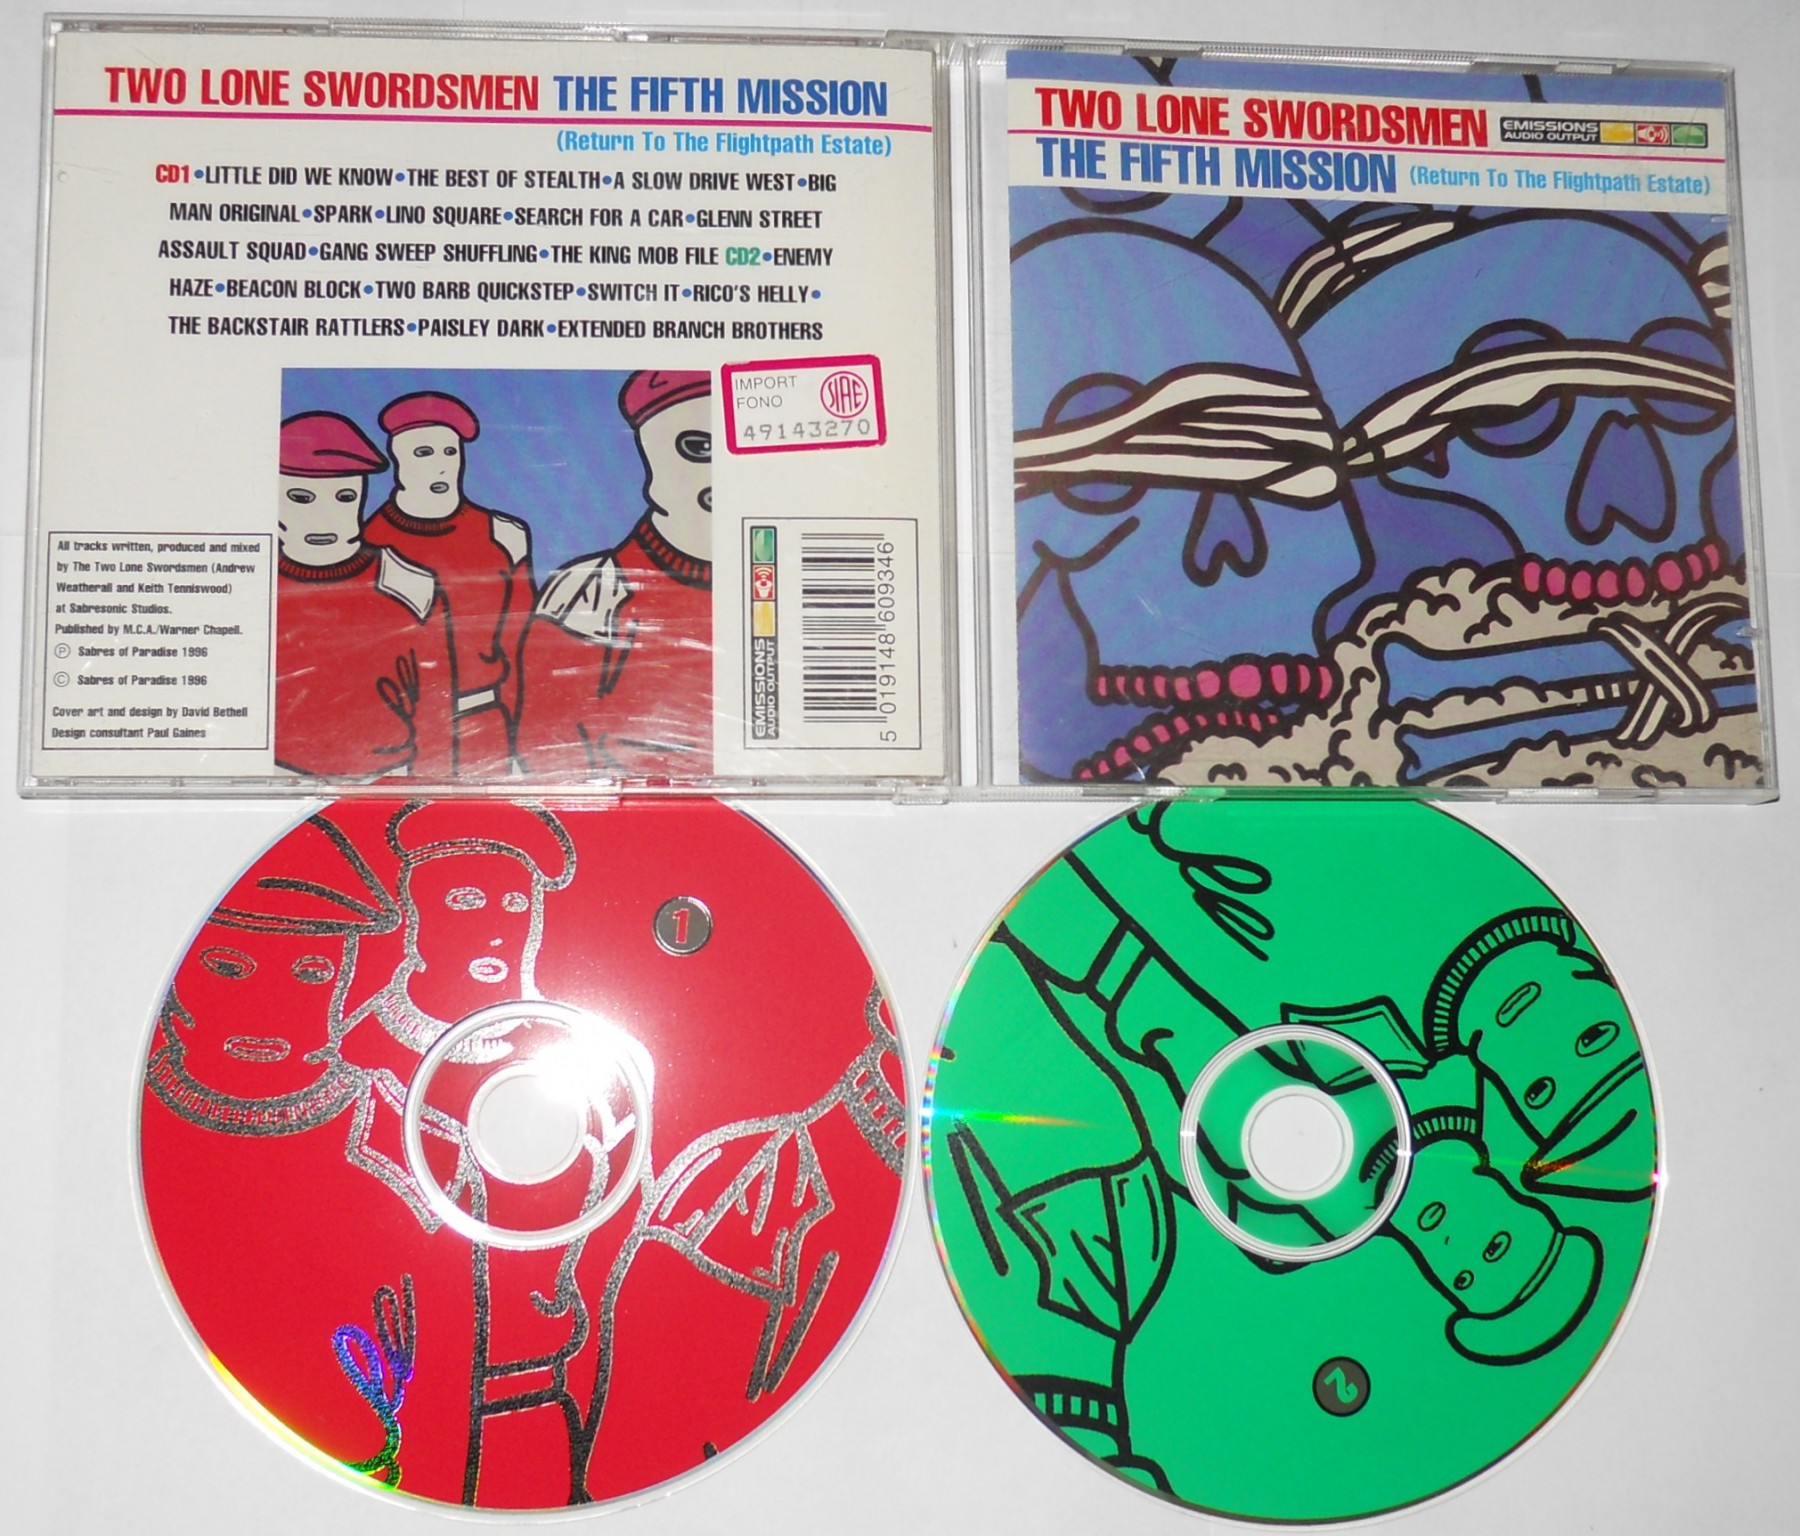 TWO LONE SWORDSMEN THE FIFTH MISSION
(Return To The Flightpath Estate)
CD1•LITTLE DID WE KNOW•THE BEST OF STEALTH•A SLOW DRIVE WEST•BIG
MAN ORIGINAL•SPARK•LINO SQUARE•SEARCH FOR A CAR•GLENN STREET
ASSAULT SQUAD•GANG SWEEP SHUFFLING•THE KING MOB FILE CD2•ENEMY
HAZE•BEACON BLOCK•TWO BARB QUICKSTEP•SWITCH IT•RICO'S HELLY•
THE BACKSTAIR RATTLERS•PAISLEY DARK•EXTENDED BRANCH BROTHERS
IMPORT
FONO
SIAE
49143270
All tracks written, produced and mixed
by The Two Lone Swordsmen (Andrew
Weatherall and Keith Tenniswood)
at Sabresonic Studios.
Published by M.C.A./Warner Chapell.
Ⓟ Sabres of Paradise 1996
© Sabres of Paradise 1996
Cover art and design by David Bethell
Design consultant Paul Gaines
EMISSIONS
AUDIO OUTPUT
5 019148 609346
TWO LONE SWORDSMEN
EMISSIONS
AUDIO OUTPUT
THE FIFTH MISSION (Return To The Flightpath Estate)
1
2